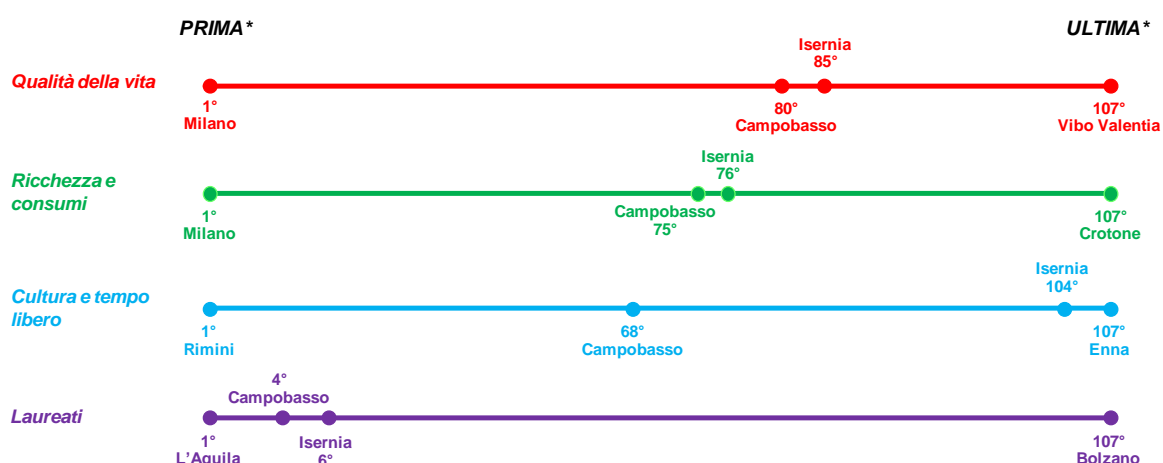 PRIMA*
ULTIMA*
Qualità della vita
Isernia
85°
1°
Milano
80°
Campobasso
107°
Vibo Valentia
Ricchezza e
consumi
Isernia
76°
1°
Milano
Campobasso
75°
107°
Crotone
Cultura e tempo
libero
Isernia
104°
1°
Rimini
68°
Campobasso
107°
Enna
Laureati
4°
Campobasso
1°
L'Aquila
Isernia
6°
107°
Bolzano